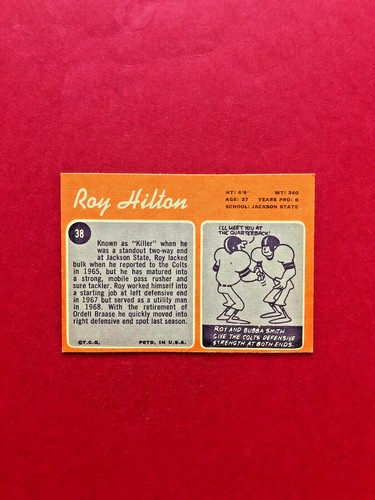 Roy Hilton
HT: 6'6" WT: 240
AGE: 27 YEARS PRO: 6
SCHOOL: JACKSON STATE
38
Known as "Killer" when he
was a standout two-way end
at Jackson State, Roy lacked
bulk when he reported to the Colts
in 1965, but he has matured into
a strong, mobile pass rusher and
sure tackler. Roy worked himself into
a starting job at left defensive end
in 1967 but served as a utility man
in 1968. With the retirement of
Ordell Braase he quickly moved into
right defensive end spot last season.
©T.C.G. PRTD. IN U.S.A.
I'LL MEET YOU AT
THE QUARTERBACK!
ROY AND BUBBA SMITH
GIVE THE COLTS DEFENSIVE
STRENGTH AT BOTH ENDS.